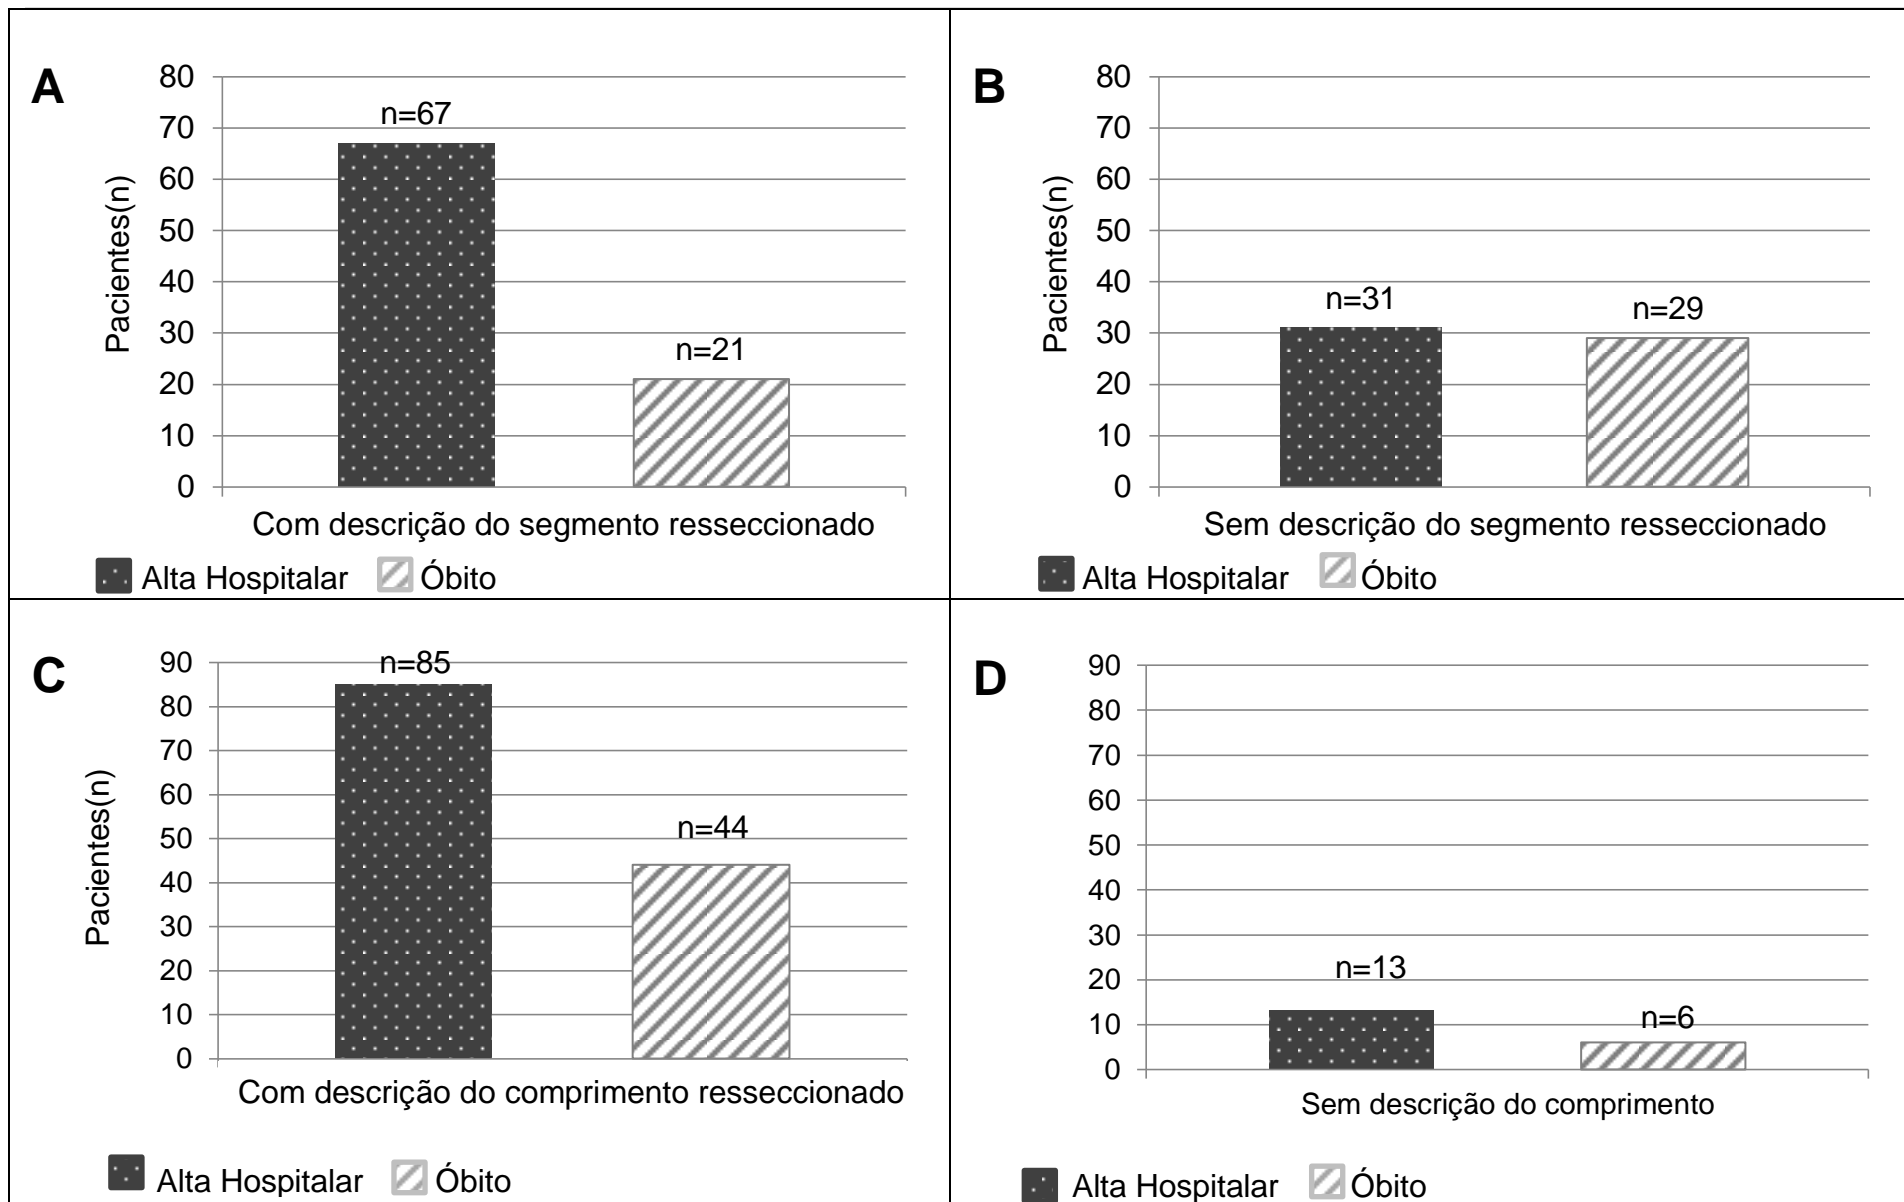 A
80
70
60
50
40
30
20
10
0
Pacientes(n)
n=67
n=21
Com descrição do segmento resseccionado
Alta Hospitalar Óbito
B
80
70
60
50
40
30
20
10
0
Pacientes(n)
n=31
n=29
Sem descrição do segmento resseccionado
Alta Hospitalar Óbito
C
90
80
70
60
50
40
30
20
10
0
Pacientes(n)
n=85
n=44
Com descrição do comprimento resseccionado
Alta Hospitalar Óbito
D
90
80
70
60
50
40
30
20
10
0
n=13
n=6
Sem descrição do comprimento
Alta Hospitalar Óbito